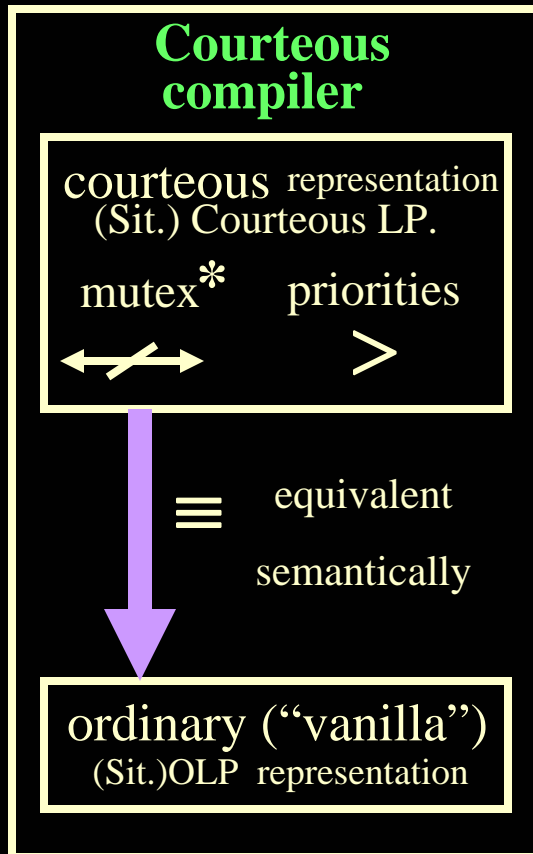 Courteous
compiler
courteous representation
(Sit.) Courteous LP.
mutex* priorities
>
≡ equivalent
semantically
ordinary (“vanilla”)
(Sit.)OLP representation